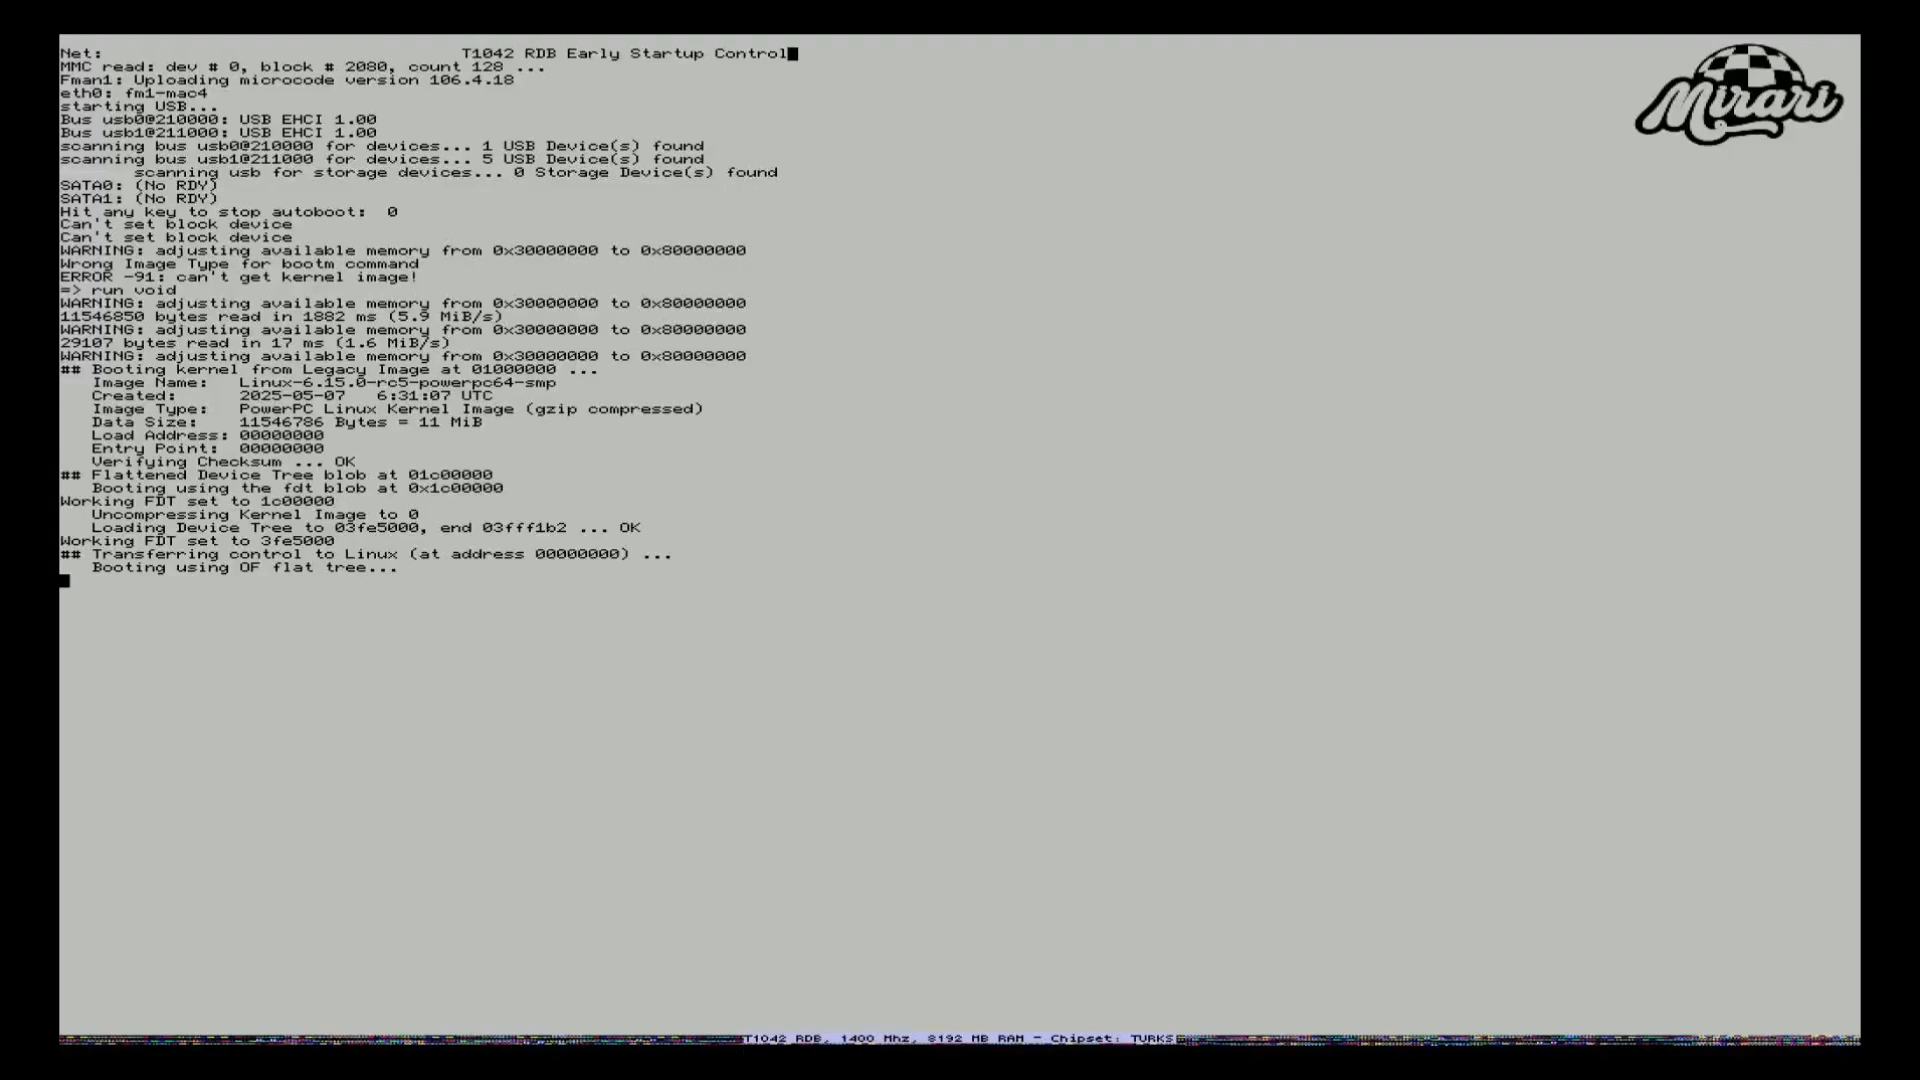 Net:                                  T1042 RDB Early Startup Control
Mirari
MMC read: dev # 0, block # 2080, count 128 ...
Fman1: Uploading microcode version 106.4.18
eth0: fm1-mac4
starting USB...
Bus usb0@210000: USB EHCI 1.00
Bus usb1@211000: USB EHCI 1.00
scanning bus usb0@210000 for devices... 1 USB Device(s) found
scanning bus usb1@211000 for devices... 5 USB Device(s) found
       scanning usb for storage devices... 0 Storage Device(s) found
SATA0: (No RDY)
SATA1: (No RDY)
Hit any key to stop autoboot:  0
Can't set block device
Can't set block device
WARNING: adjusting available memory from 0x30000000 to 0x80000000
Wrong Image Type for bootm command
ERROR -91: can't get kernel image!
=> run void
WARNING: adjusting available memory from 0x30000000 to 0x80000000
11546850 bytes read in 1882 ms (5.9 MiB/s)
WARNING: adjusting available memory from 0x30000000 to 0x80000000
29107 bytes read in 17 ms (1.6 MiB/s)
WARNING: adjusting available memory from 0x30000000 to 0x80000000
## Booting kernel from Legacy Image at 01000000 ...
   Image Name:   Linux-6.15.0-rc5-powerpc64-smp
   Created:      2025-05-07   6:31:07 UTC
   Image Type:   PowerPC Linux Kernel Image (gzip compressed)
   Data Size:    11546786 Bytes = 11 MiB
   Load Address: 00000000
   Entry Point:  00000000
   Verifying Checksum ... OK
## Flattened Device Tree blob at 01c00000
   Booting using the fdt blob at 0x1c00000
Working FDT set to 1c00000
   Uncompressing Kernel Image to 0
   Loading Device Tree to 03fe5000, end 03fff1b2 ... OK
Working FDT set to 3fe5000
## Transferring control to Linux (at address 00000000) ...
   Booting using OF flat tree...
T1042 RDB, 1400 Mhz, 8192 MB RAM - Chipset: TURKS